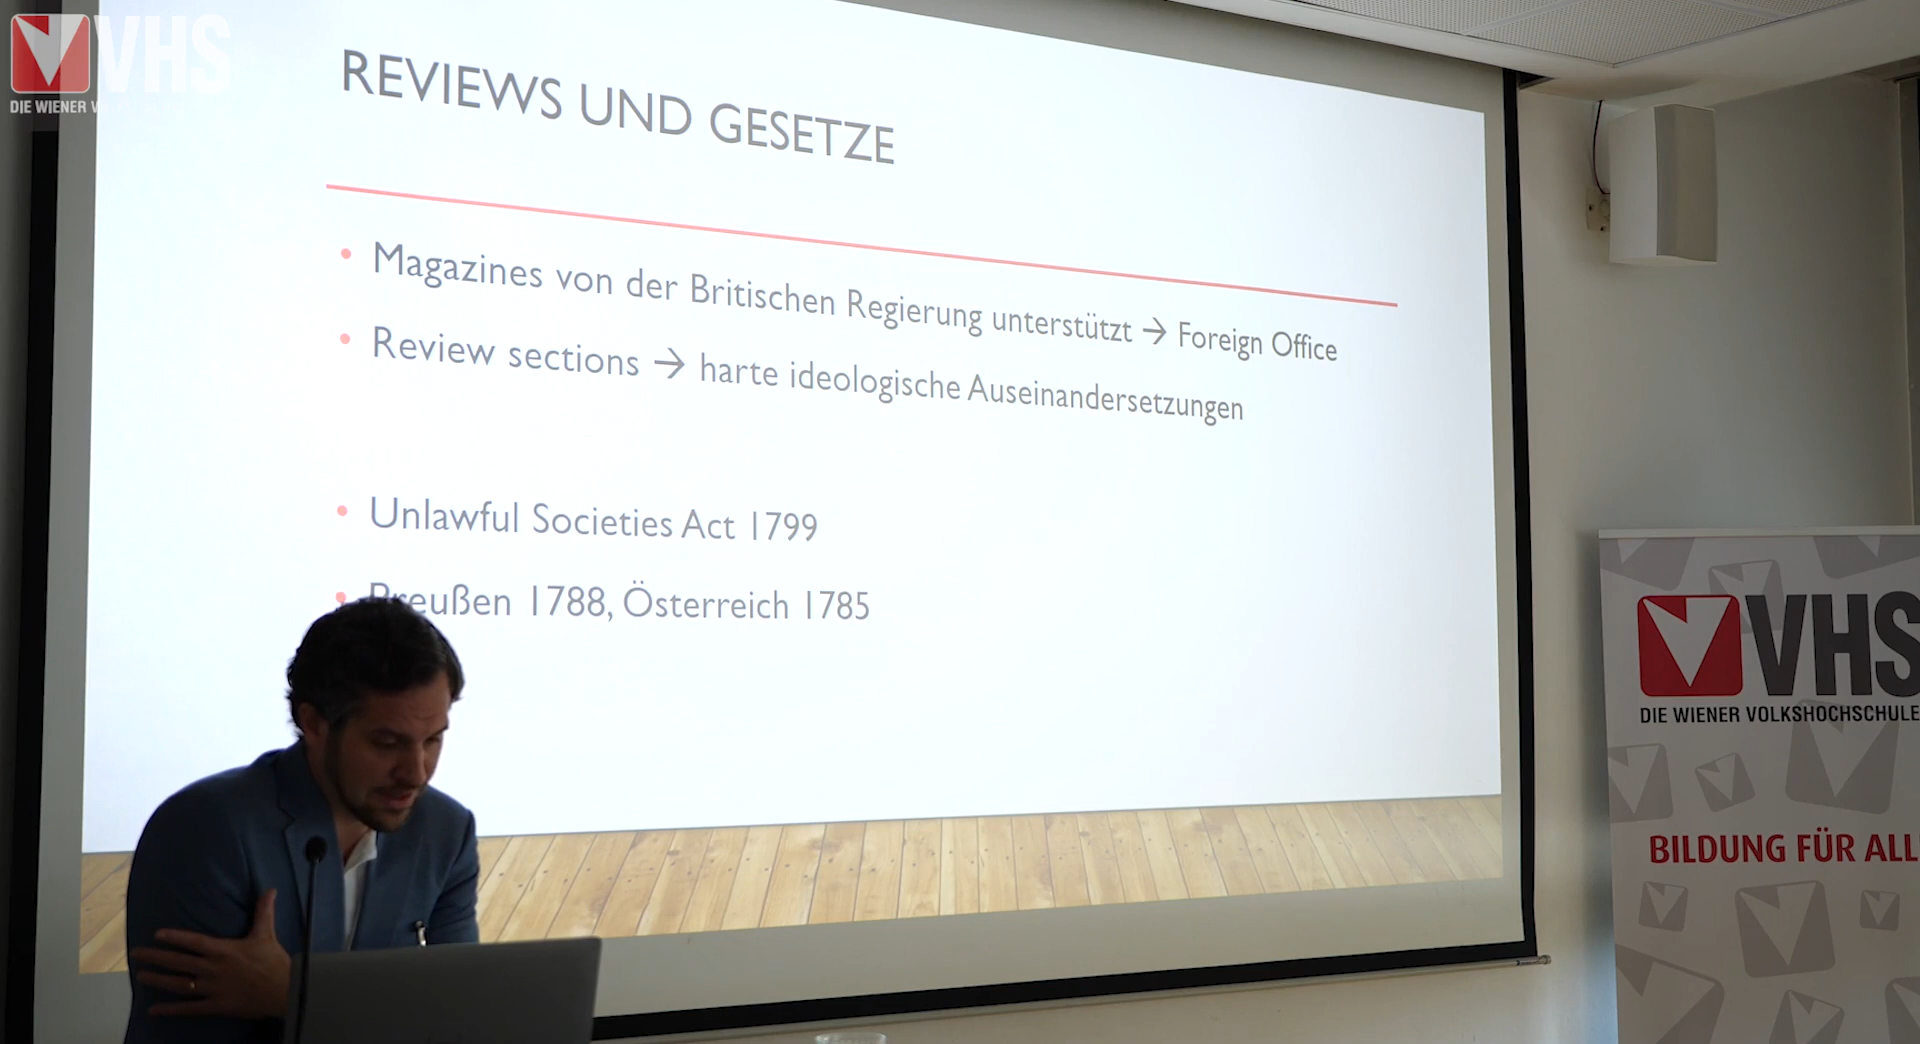 VHS
DIE WIENER V
REVIEWS UND GESETZE
• Magazines von der Britischen Regierung unterstützt → Foreign Office
• Review sections → harte ideologische Auseinandersetzungen
• Unlawful Societies Act 1799
• Preußen 1788, Österreich 1785
VHS
DIE WIENER VOLKSHOCHSCHULE
BILDUNG FÜR ALL